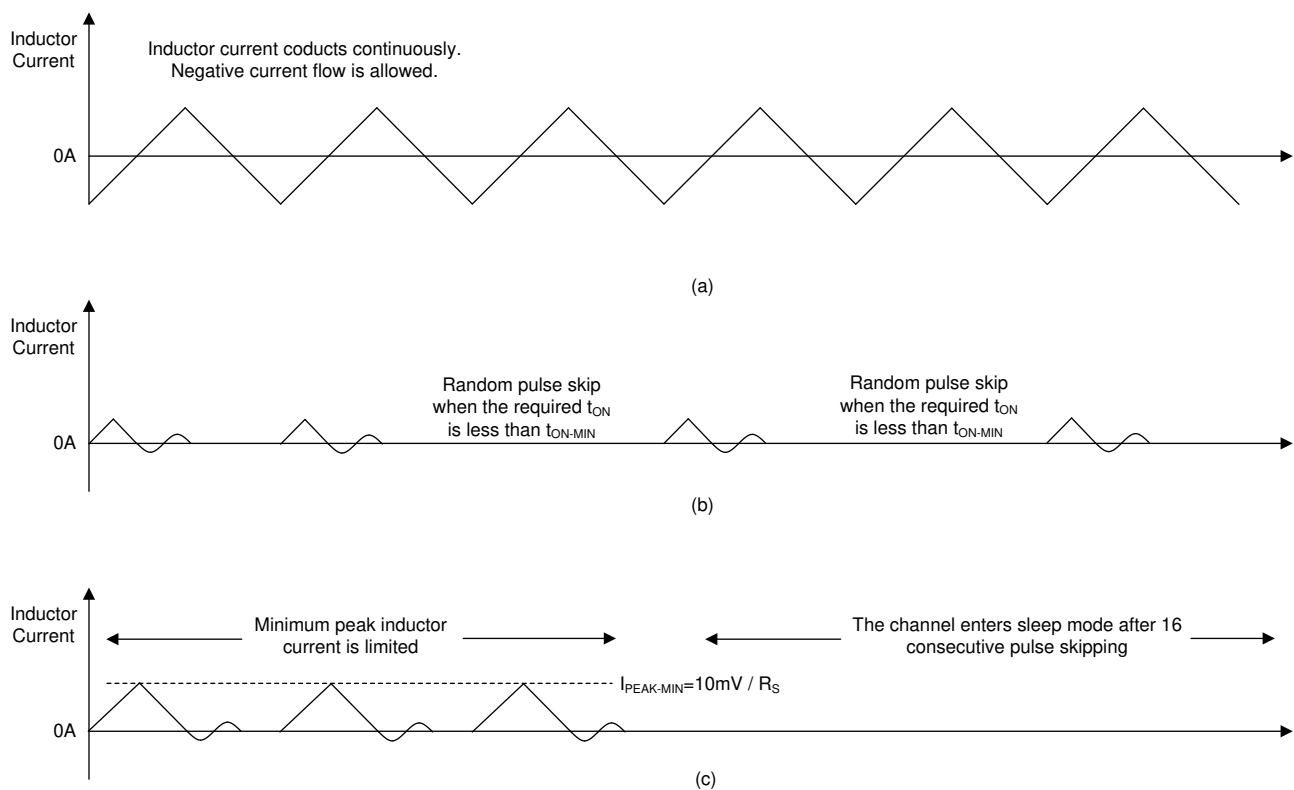 Inductor
Current
Inductor current coducts continuously.
Negative current flow is allowed.
0A
(a)
Inductor
Current
Random pulse skip
when the required tON
is less than tON-MIN
Random pulse skip
when the required tON
is less than tON-MIN
0A
(b)
Inductor
Current
Minimum peak inductor
current is limited
The channel enters sleep mode after 16
consecutive pulse skipping
IPEAK-MIN=10mV / RS
0A
(c)